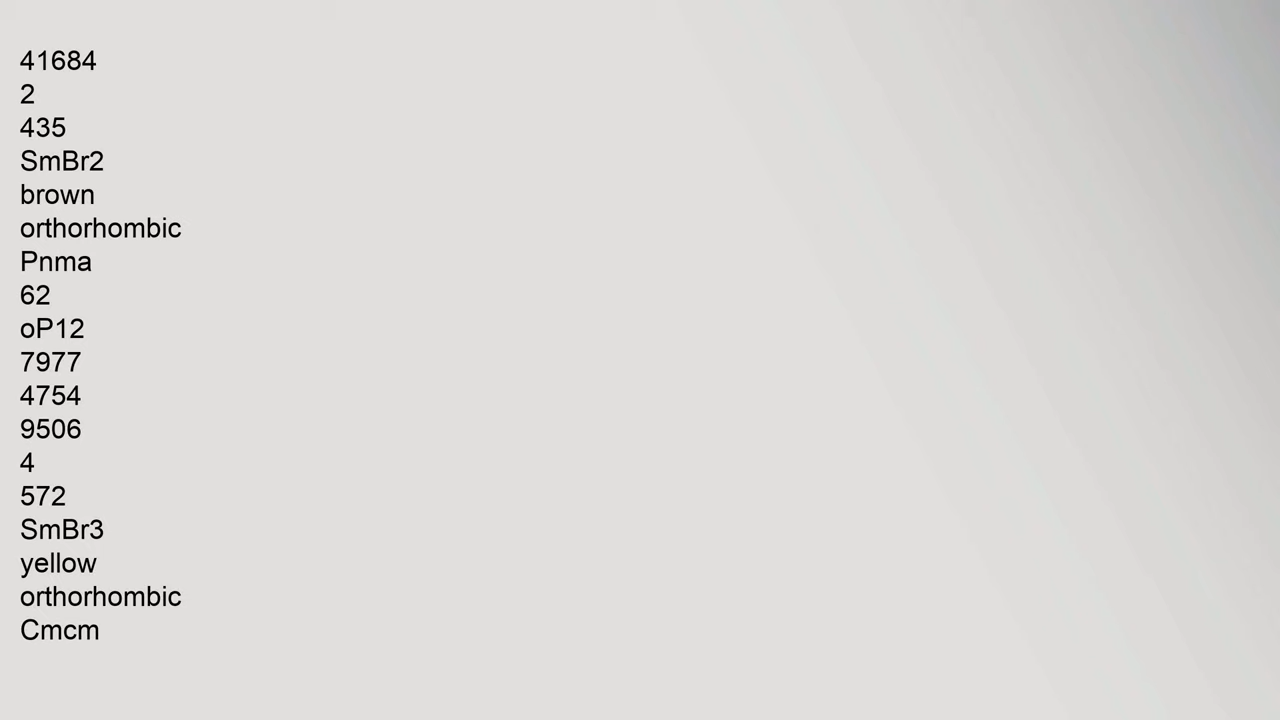 41684
2
435
SmBr2
brown
orthorhombic
Pnma
62
oP12
7977
4754
9506
4
572
SmBr3
yellow
orthorhombic
Cmcm